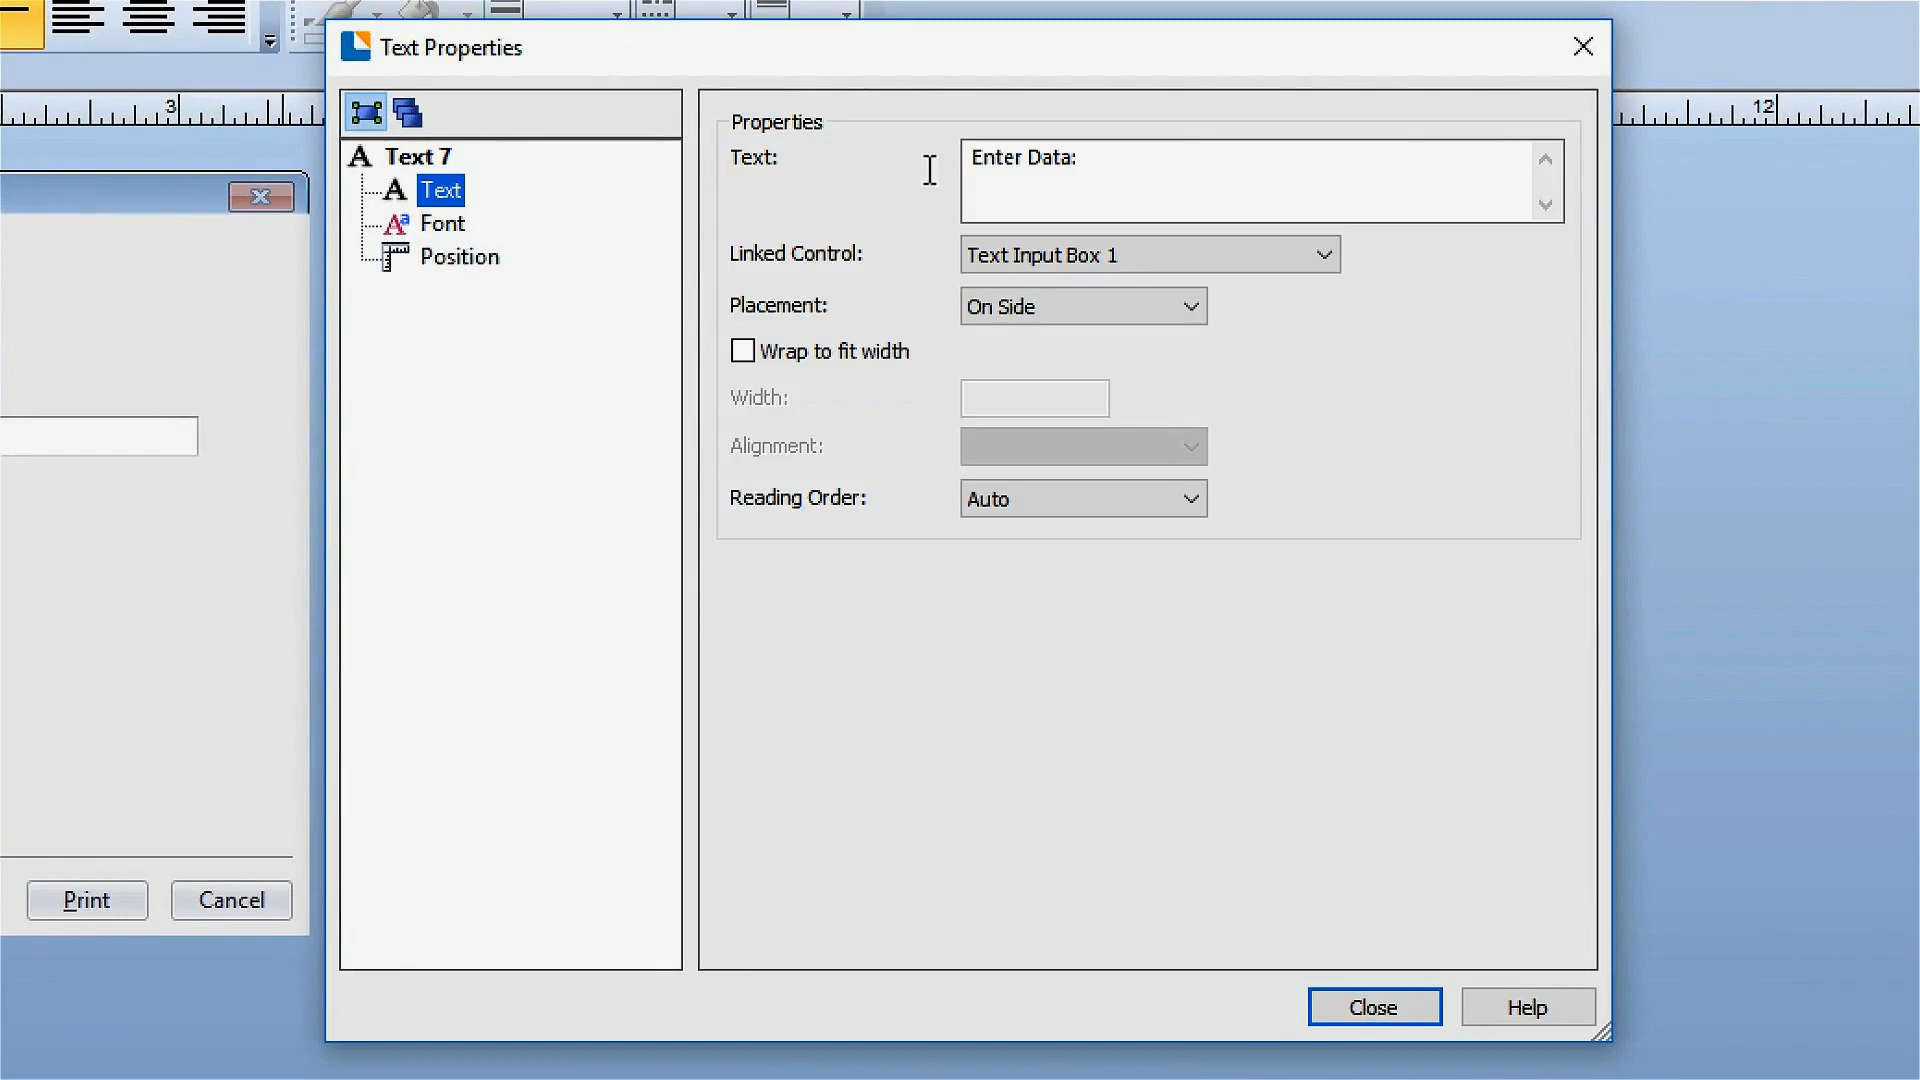 Text Properties
3
12
Text 7
Text
Font
Position
Properties
Text:
Enter Data:
Linked Control:
Text Input Box 1
Placement:
On Side
Wrap to fit width
Width:
Alignment:
Reading Order:
Auto
Print
Cancel
Close
Help